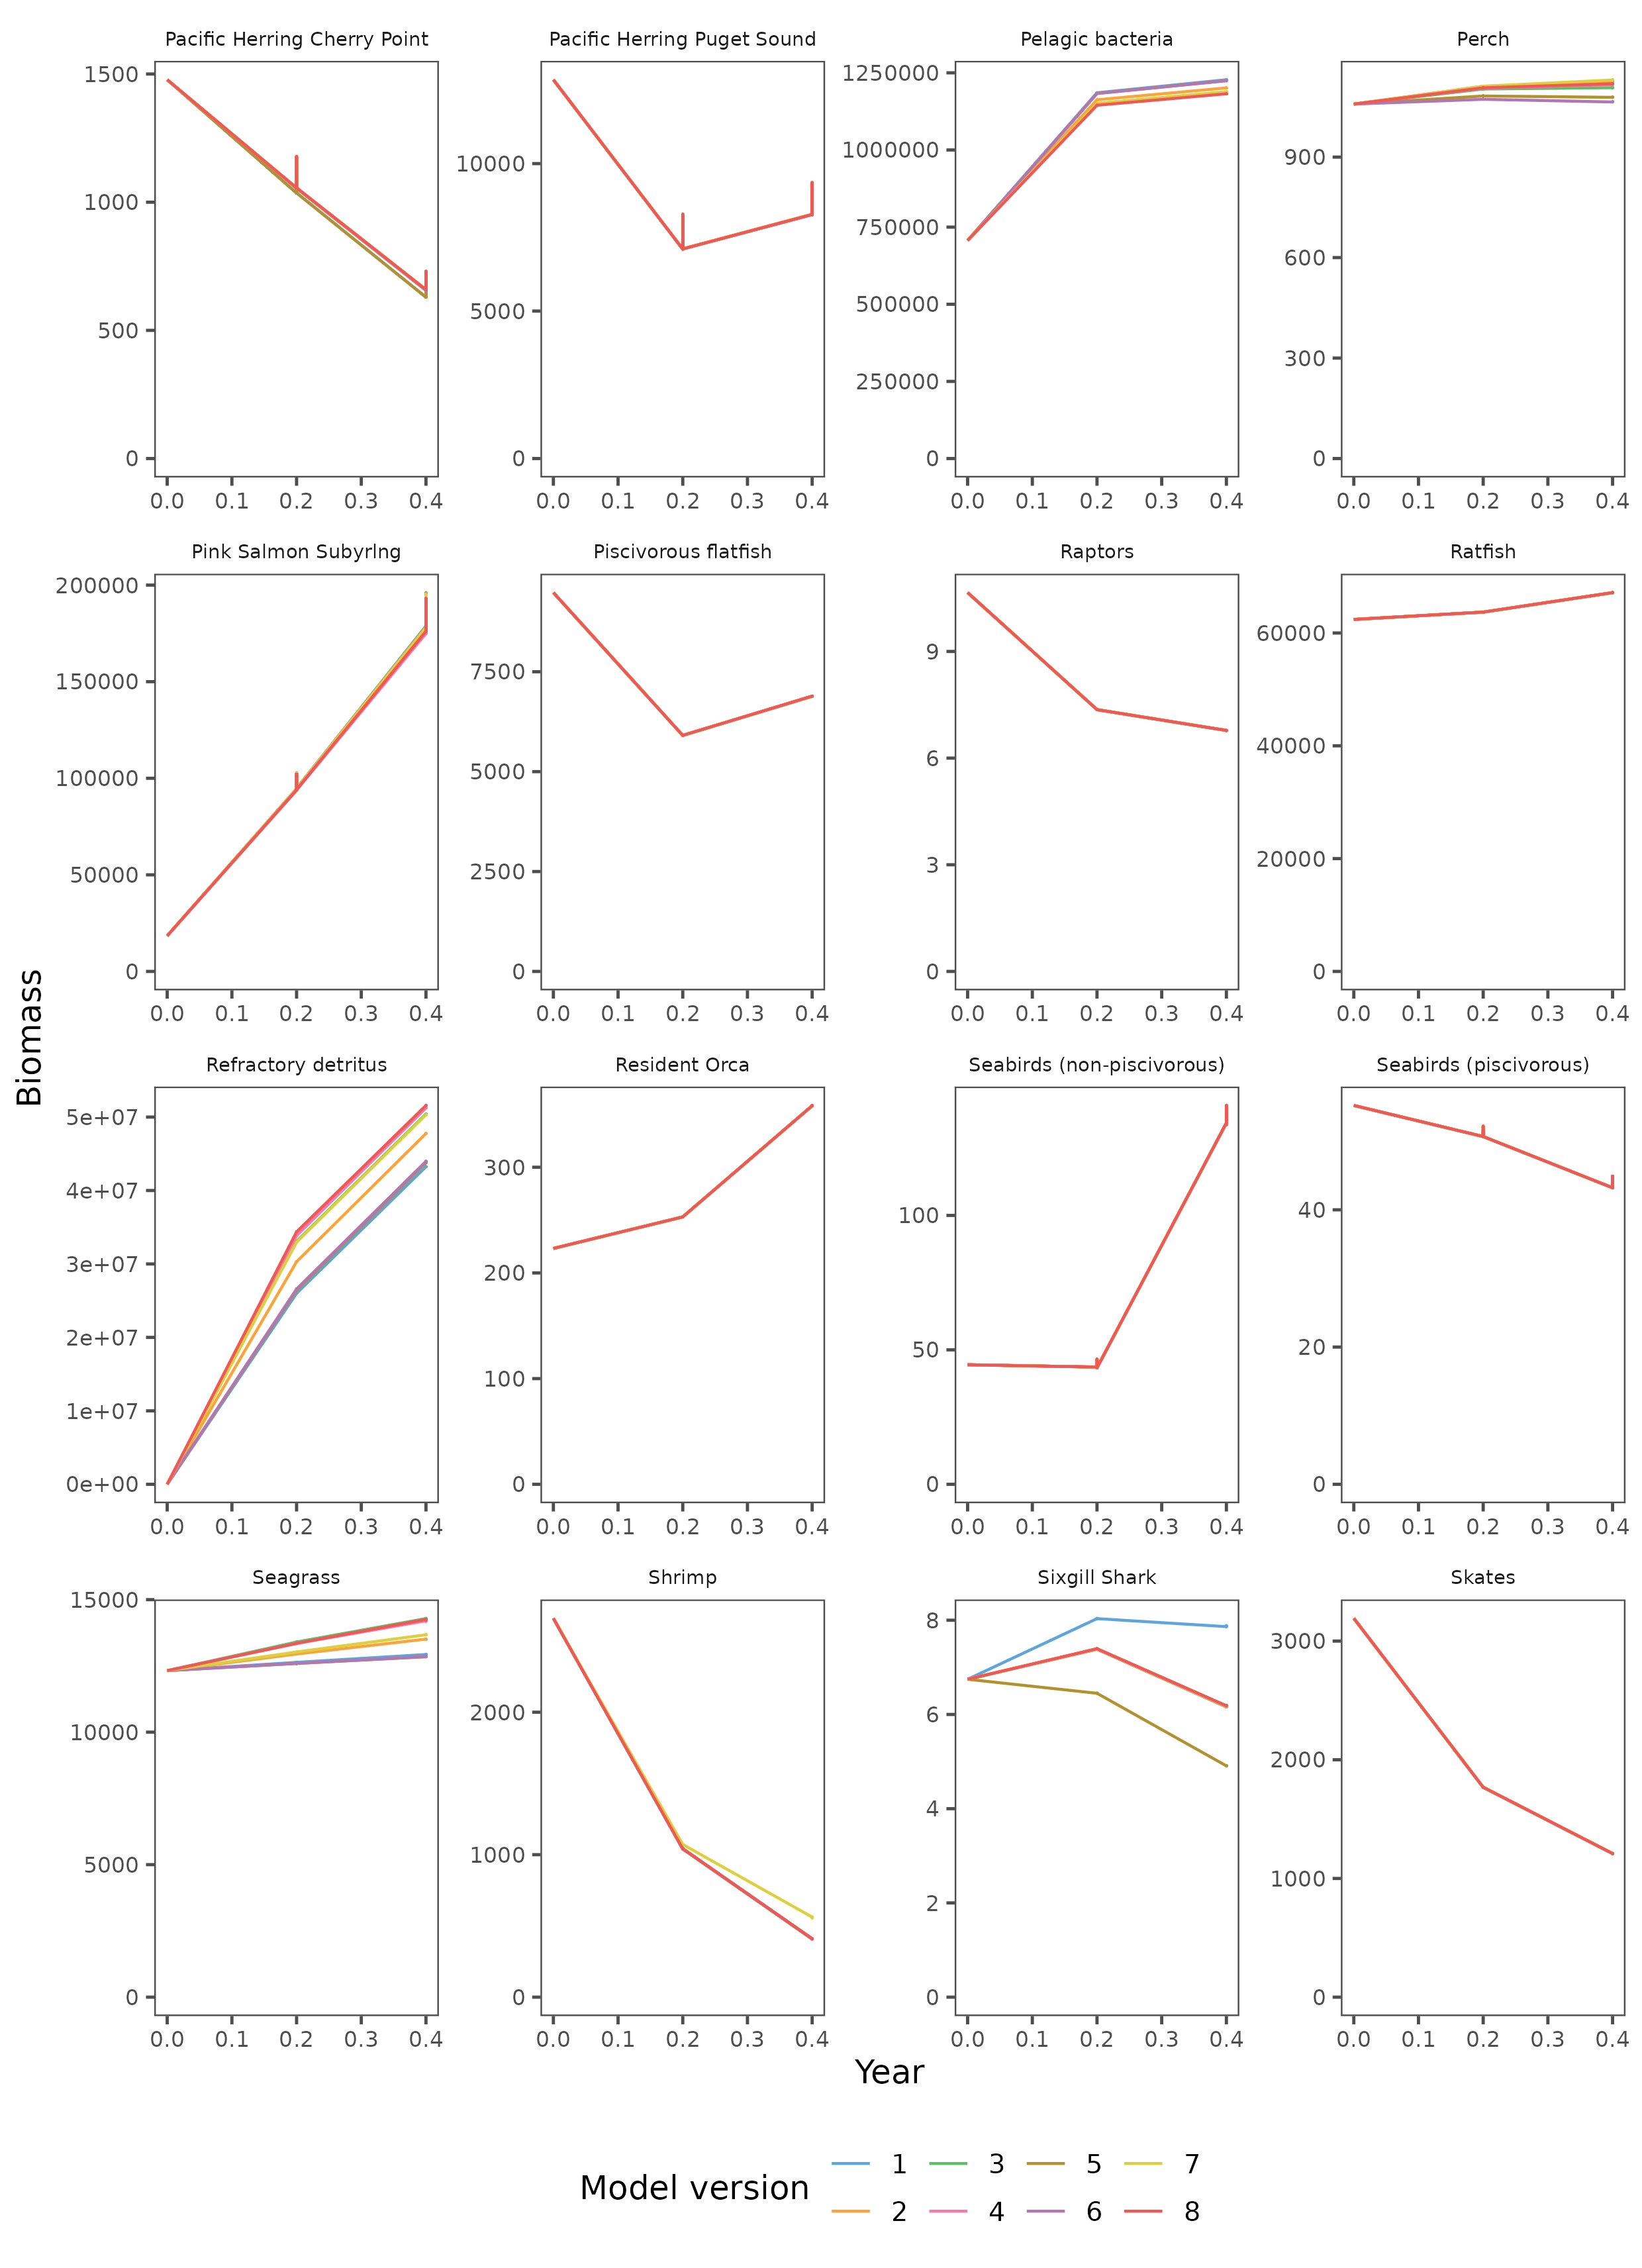 Pacific Herring Cherry Point
Pacific Herring Puget Sound
Pelagic bacteria
Perch
1500
1000
500
0
10000
5000
0
1250000
1000000
750000
500000
250000
0
900
600
300
0
0.0 0.1 0.2 0.3 0.4
0.0 0.1 0.2 0.3 0.4
0.0 0.1 0.2 0.3 0.4
0.0 0.1 0.2 0.3 0.4
Pink Salmon Subyrlng
Piscivorous flatfish
Raptors
Ratfish
200000
150000
100000
50000
0
7500
5000
2500
0
9
6
3
0
60000
40000
20000
0
0.0 0.1 0.2 0.3 0.4
0.0 0.1 0.2 0.3 0.4
0.0 0.1 0.2 0.3 0.4
0.0 0.1 0.2 0.3 0.4
Biomass
Refractory detritus
Resident Orca
Seabirds (non-piscivorous)
Seabirds (piscivorous)
5e+07
4e+07
3e+07
2e+07
1e+07
0e+00
300
200
100
0
100
50
0
40
20
0
0.0 0.1 0.2 0.3 0.4
0.0 0.1 0.2 0.3 0.4
0.0 0.1 0.2 0.3 0.4
0.0 0.1 0.2 0.3 0.4
Seagrass
Shrimp
Sixgill Shark
Skates
15000
10000
5000
0
2000
1000
0
8
6
4
2
0
3000
2000
1000
0
0.0 0.1 0.2 0.3 0.4
0.0 0.1 0.2 0.3 0.4
0.0 0.1 0.2 0.3 0.4
0.0 0.1 0.2 0.3 0.4
Year
Model version
1 3 5 7
2 4 6 8